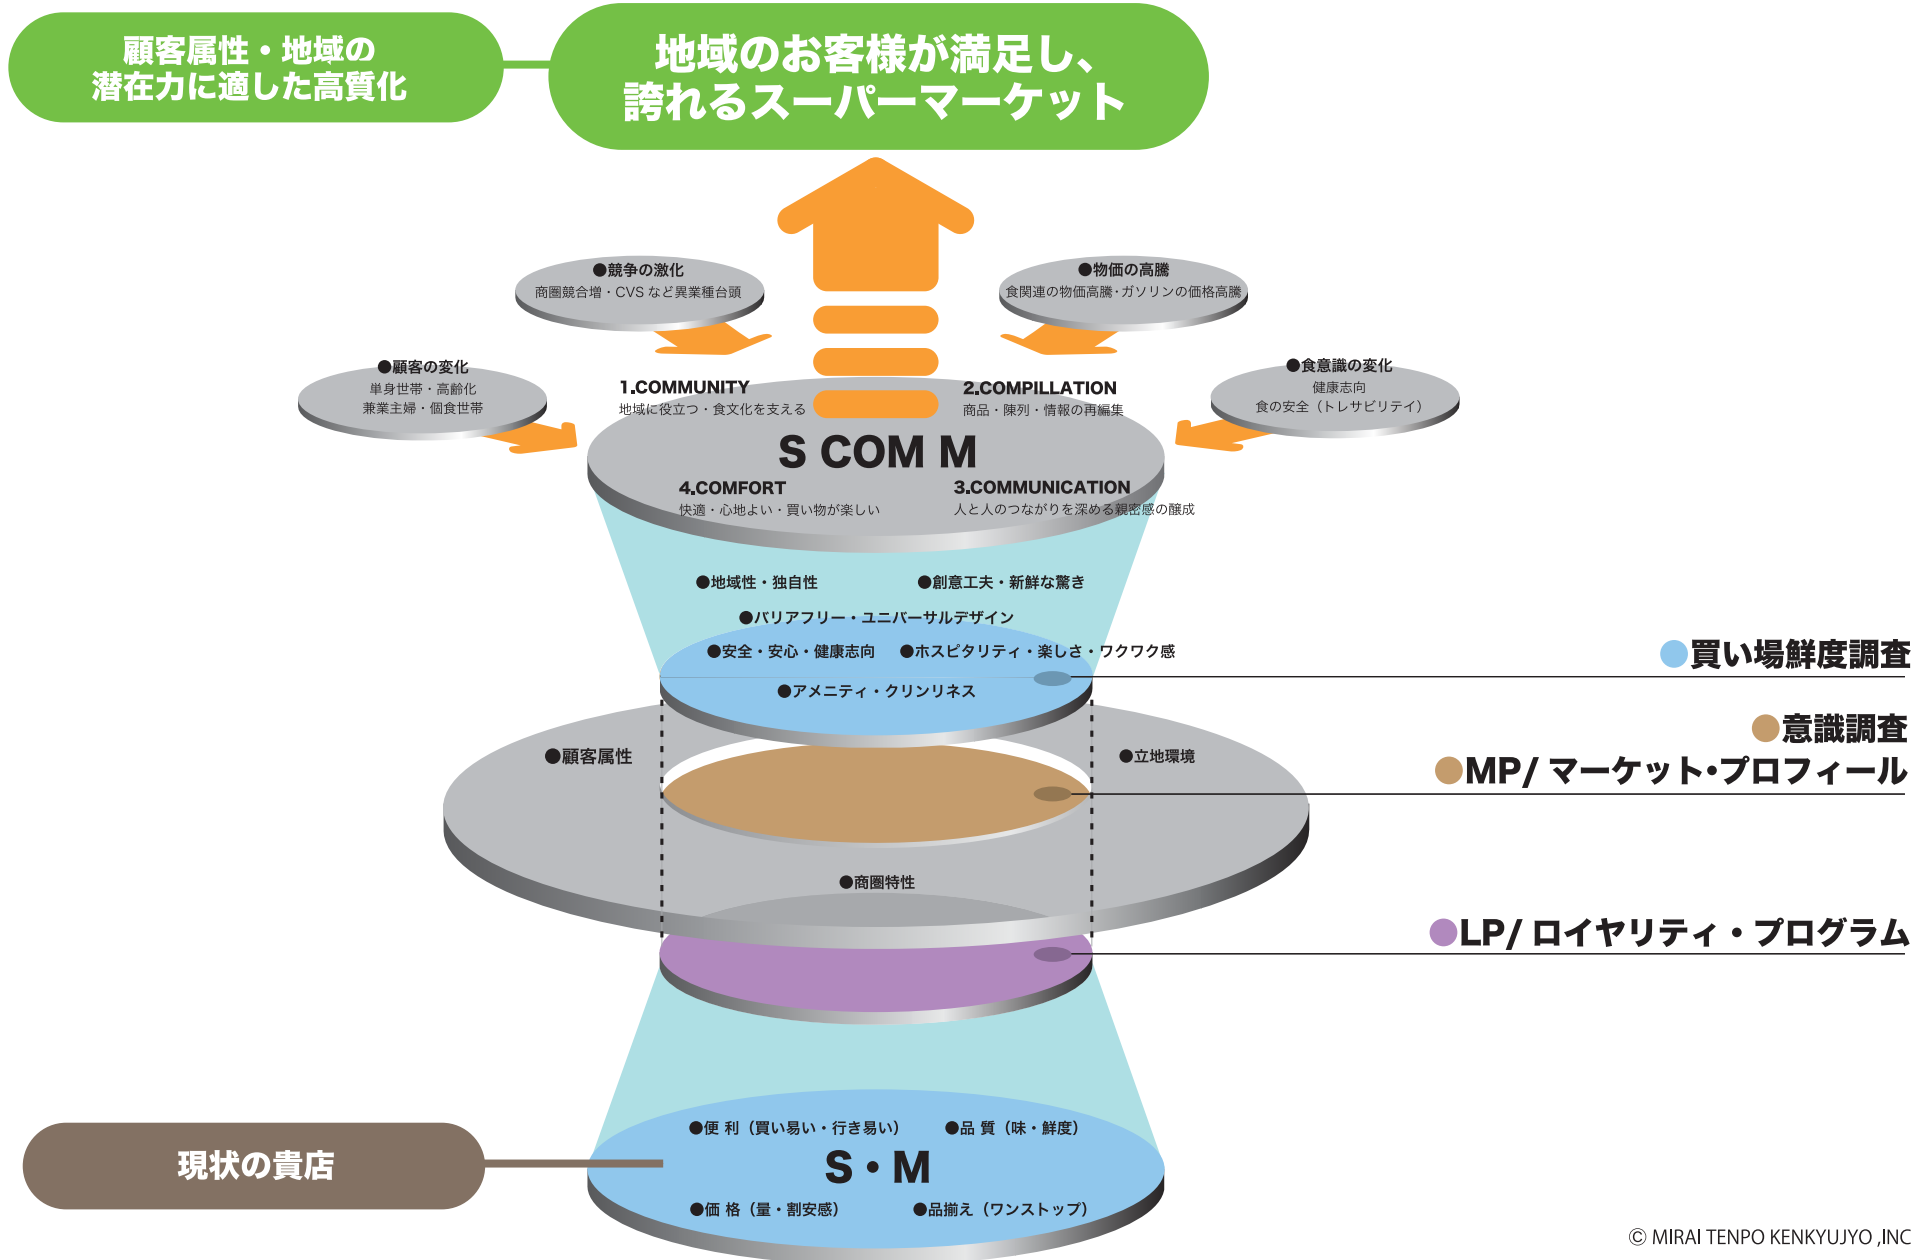 顧客属性・地域の
潜在力に適した高質化
地域のお客様が満足し、
誇れるスーパーマーケット
●競争の激化
商圏競合増・CVS など異業種台頭
●物価の高騰
食関連の物価高騰・ガソリンの価格高騰
●顧客の変化
単身世帯・高齢化
兼業主婦・個食世帯
●食意識の変化
健康志向
食の安全（トレサビリテイ）
1.COMMUNITY
地域に役立つ・食文化を支える
2.COMPILLATION
商品・陳列・情報の再編集
S COM M
4.COMFORT
快適・心地よい・買い物が楽しい
3.COMMUNICATION
人と人のつながりを深める親密感の醸成
●地域性・独自性
●創意工夫・新鮮な驚き
●バリアフリー・ユニバーサルデザイン
●安全・安心・健康志向
●ホスピタリティ・楽しさ・ワクワク感
●アメニティ・クリンリネス
●買い場鮮度調査
●意識調査
●MP/ マーケット・プロフィール
●顧客属性
●立地環境
●商圏特性
●LP/ ロイヤリティ・プログラム
●便 利（買い易い・行き易い）
●品 質（味・鮮度）
S・M
●価 格（量・割安感）
●品揃え（ワンストップ）
現状の貴店
© MIRAI TENPO KENKYUJYO ,INC